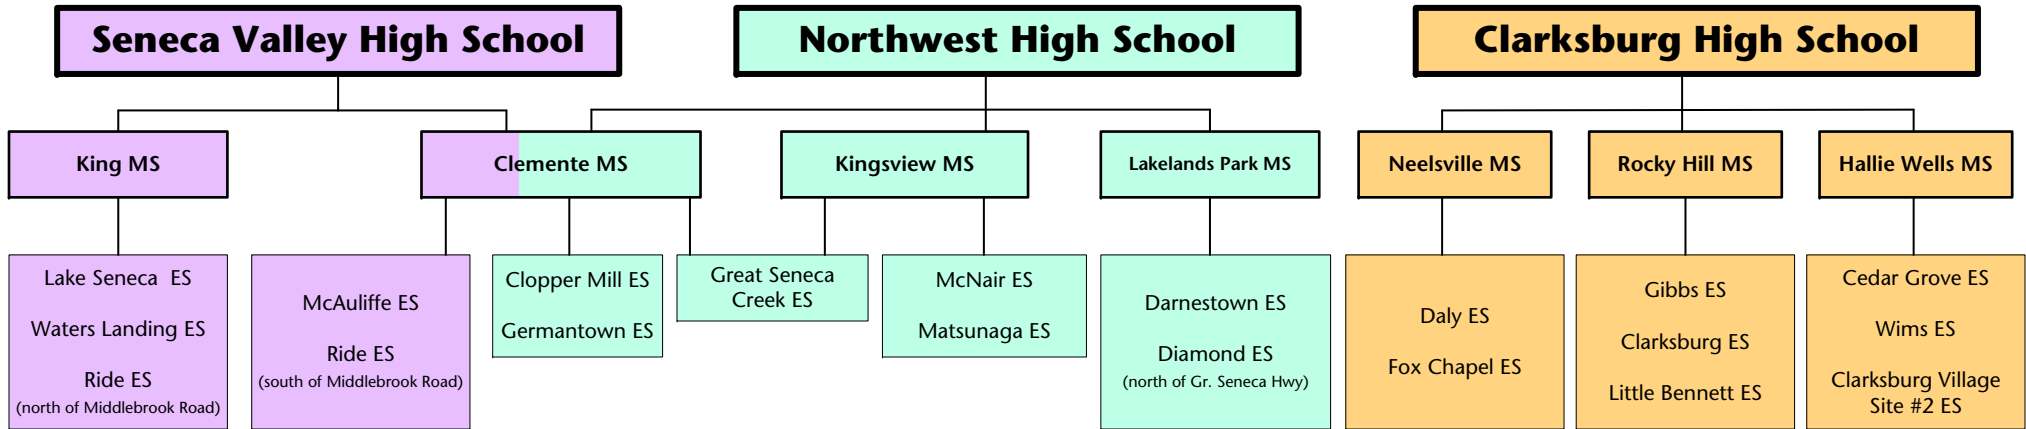 Seneca Valley High School
Northwest High School
Clarksburg High School
King MS
Clemente MS
Kingsview MS
Lakelands Park MS
Neelsville MS
Rocky Hill MS
Hallie Wells MS
Lake Seneca ES
Waters Landing ES
Ride ES
(north of Middlebrook Road)
McAuliffe ES
Ride ES
(south of Middlebrook Road)
Clopper Mill ES
Germantown ES
Great Seneca
Creek ES
McNair ES
Matsunaga ES
Darnestown ES
Diamond ES
(north of Gr. Seneca Hwy)
Daly ES
Fox Chapel ES
Gibbs ES
Clarksburg ES
Little Bennett ES
Cedar Grove ES
Wims ES
Clarksburg Village
Site #2 ES